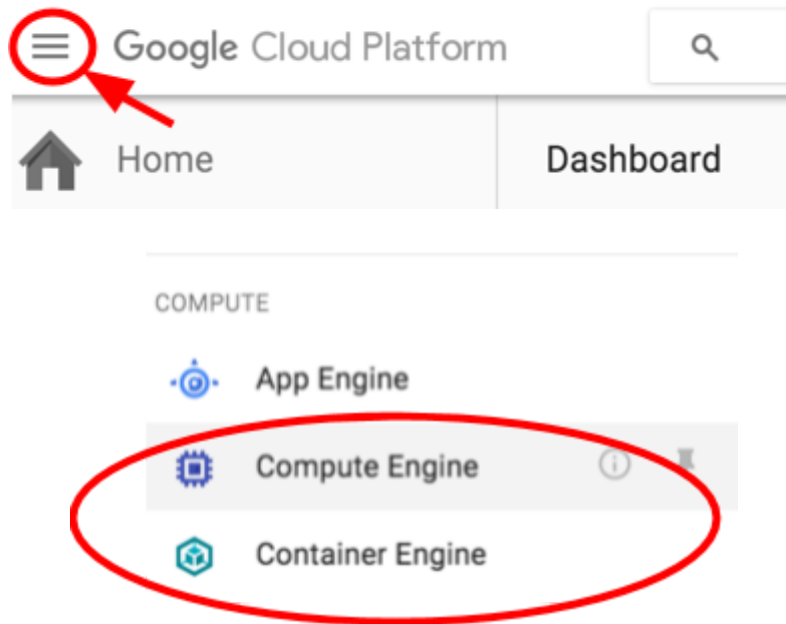 Google Cloud Platform
Home
Dashboard
COMPUTE
App Engine
Compute Engine
Container Engine